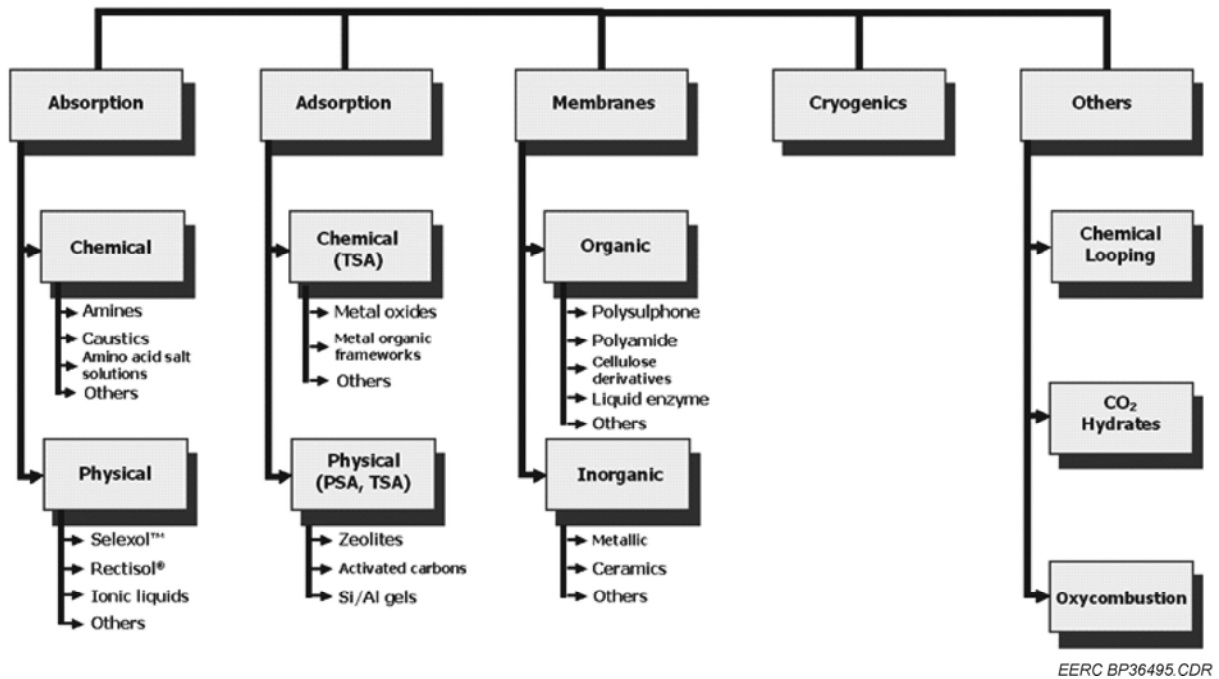 Absorption
Adsorption
Membranes
Cryogenics
Others
Chemical
Amines
Caustics
Amino acid salt
solutions
Others
Physical
Selexol™
Rectisol®
Ionic liquids
Others
Chemical
(TSA)
Metal oxides
Metal organic
frameworks
Others
Physical
(PSA, TSA)
Zeolites
Activated carbons
Si/Al gels
Organic
Polysulphone
Polyamide
Cellulose
derivatives
Liquid enzyme
Others
Inorganic
Metallic
Ceramics
Others
Chemical
Looping
CO₂
Hydrates
Oxycombustion
EERC BP36495.CDR